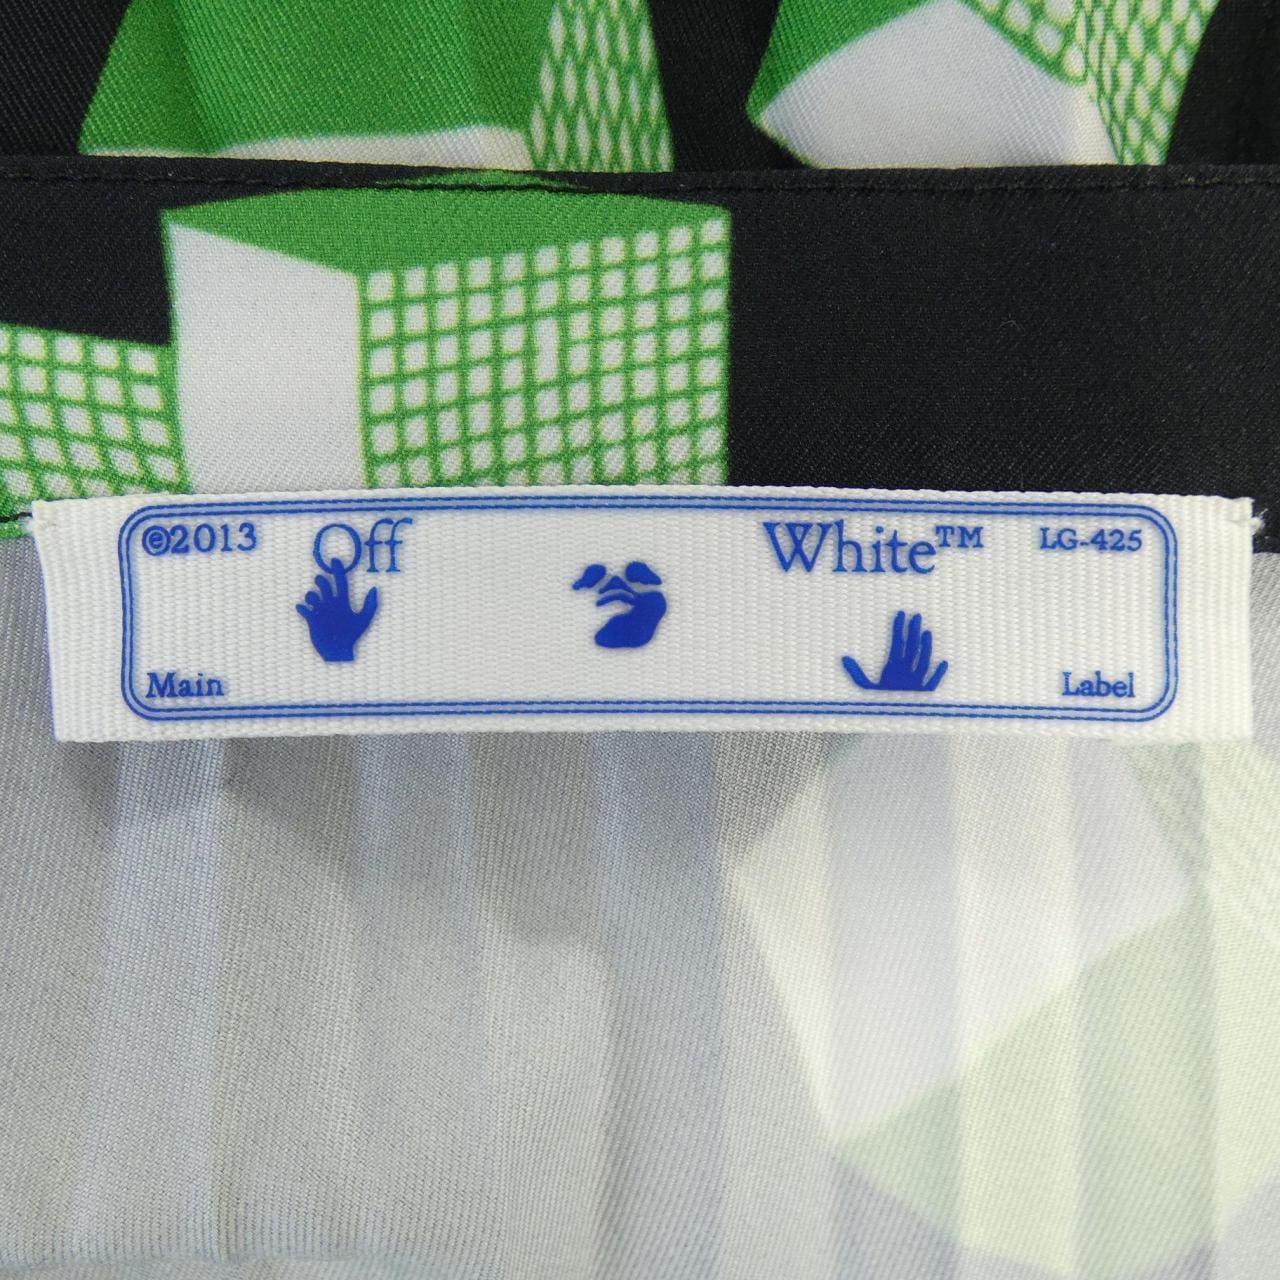 ©2013 Off White™ LG-425
Main Label